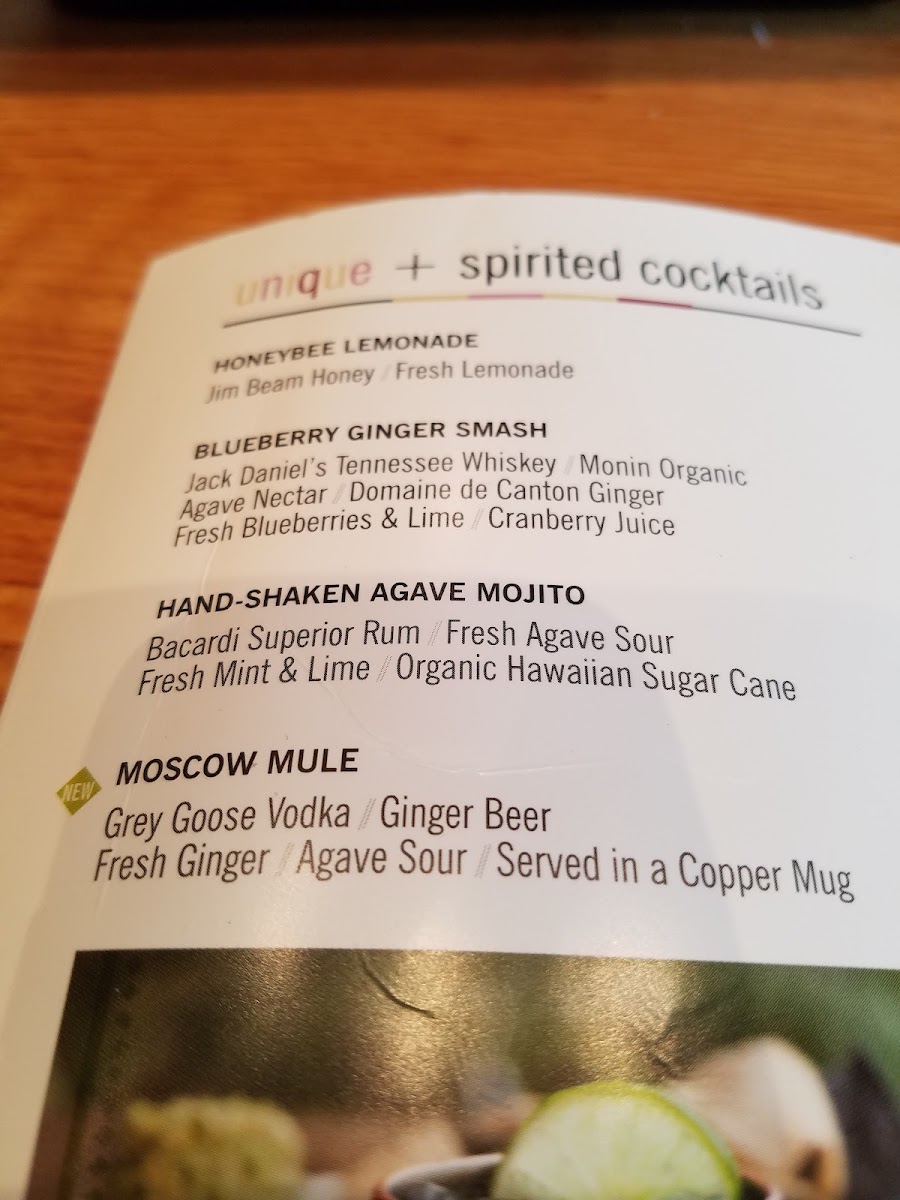 unique + spirited cocktails
HONEYBEE LEMONADE
Jim Beam Honey / Fresh Lemonade
BLUEBERRY GINGER SMASH
Jack Daniel's Tennessee Whiskey // Monin Organic
Agave Nectar // Domaine de Canton Ginger
Fresh Blueberries & Lime // Cranberry Juice
HAND-SHAKEN AGAVE MOJITO
Bacardi Superior Rum // Fresh Agave Sour
Fresh Mint & Lime // Organic Hawaiian Sugar Cane
NEW MOSCOW MULE
Grey Goose Vodka // Ginger Beer
Fresh Ginger // Agave Sour // Served in a Copper Mug